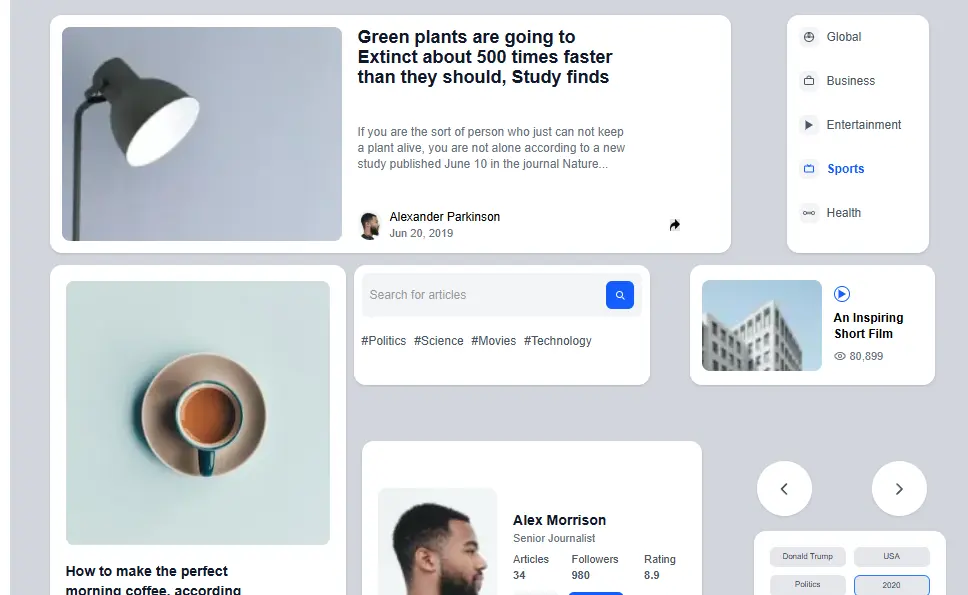 Green plants are going to
Extinct about 500 times faster
than they should, Study finds
If you are the sort of person who just can not keep
a plant alive, you are not alone according to a new
study published June 10 in the journal Nature...
Alexander Parkinson
Jun 20, 2019
Global
Business
Entertainment
Sports
Health
Search for articles
#Politics #Science #Movies #Technology
An Inspiring
Short Film
80,899
How to make the perfect
morning coffee, according
Alex Morrison
Senior Journalist
Articles Followers Rating
34 980 8.9
Donald Trump USA
Politics 2020